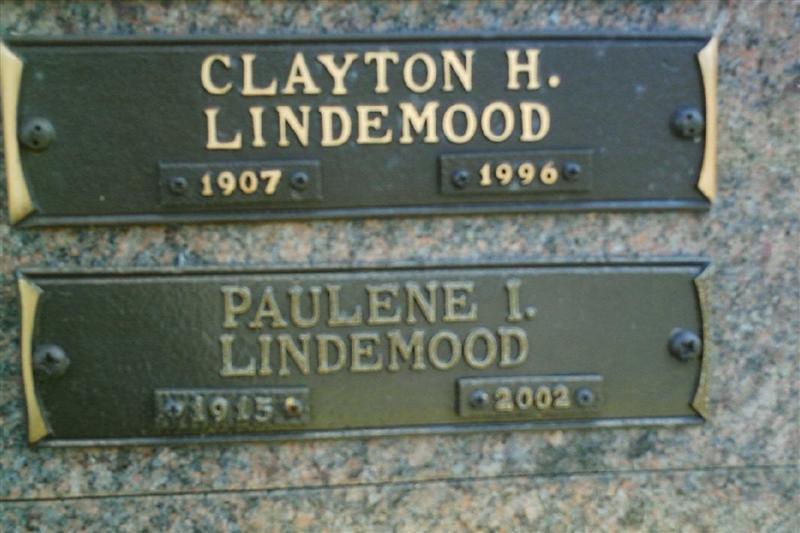 CLAYTON H.
LINDEMOOD
1907 1996
PAULENE I.
LINDEMOOD
1915 2002